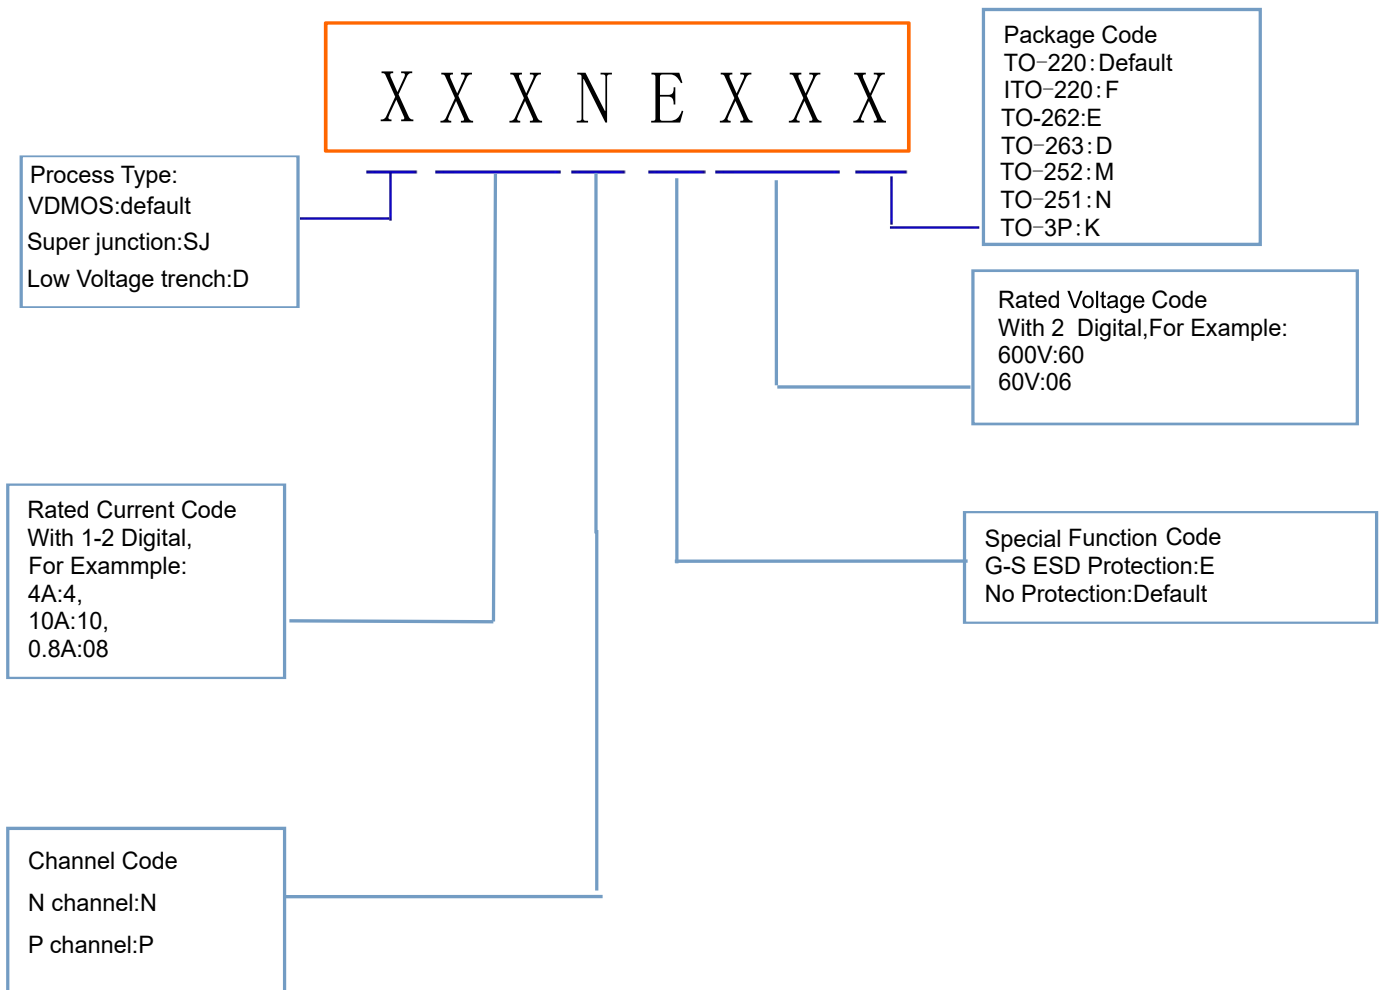 X X X N E X X X
Package Code
TO-220:Default
ITO-220:F
TO-262:E
TO-263:D
TO-252:M
TO-251:N
TO-3P:K
Process Type:
VDMOS:default
Super junction:SJ
Low Voltage trench:D
Rated Voltage Code
With 2 Digital,For Example:
600V:60
60V:06
Rated Current Code
With 1-2 Digital,
For Exammple:
4A:4,
10A:10,
0.8A:08
Special Function Code
G-S ESD Protection:E
No Protection:Default
Channel Code
N channel:N
P channel:P